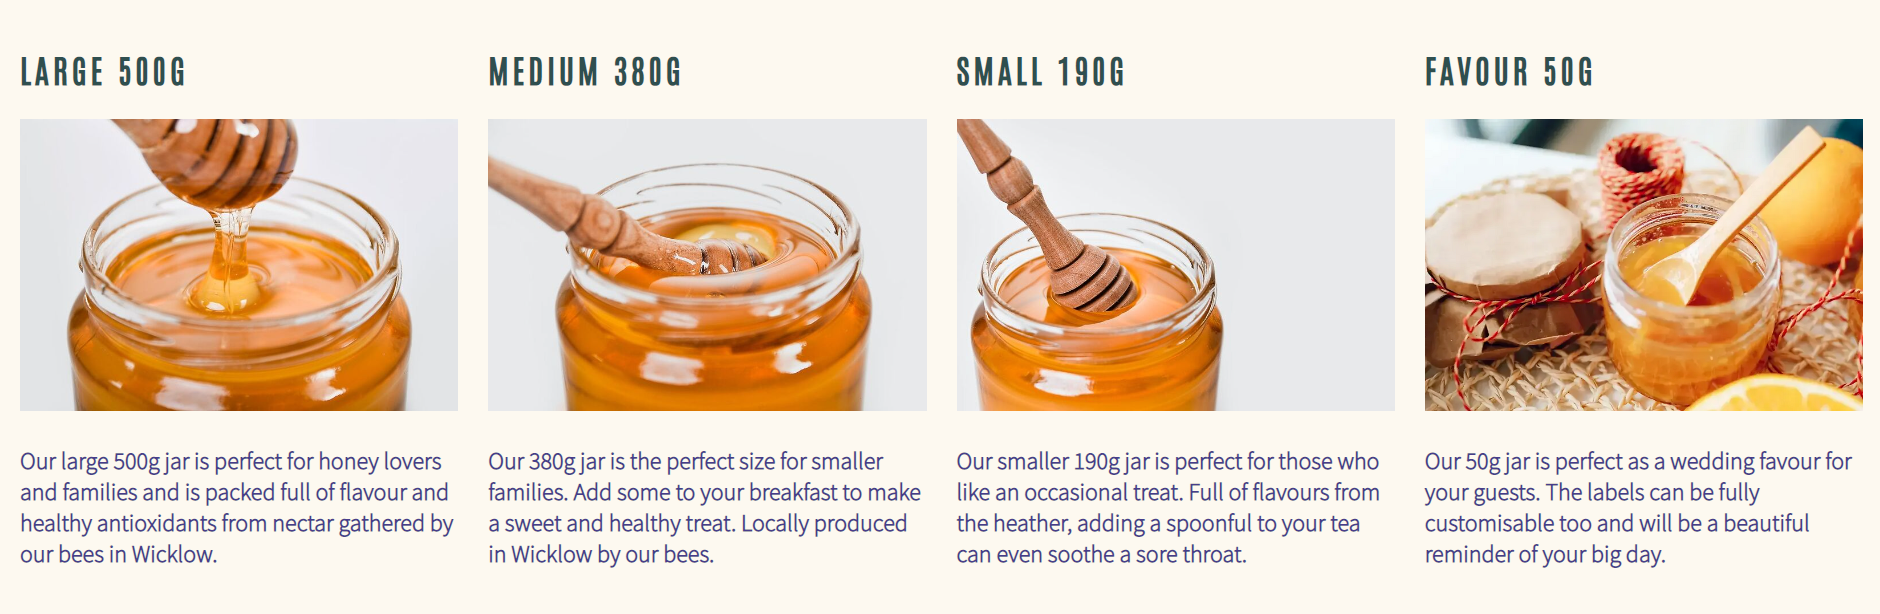 LARGE 500G
Our large 500g jar is perfect for honey lovers
and families and is packed full of flavour and
healthy antioxidants from nectar gathered by
our bees in Wicklow.
MEDIUM 380G
Our 380g jar is the perfect size for smaller
families. Add some to your breakfast to make
a sweet and healthy treat. Locally produced
in Wicklow by our bees.
SMALL 190G
Our smaller 190g jar is perfect for those who
like an occasional treat. Full of flavours from
the heather, adding a spoonful to your tea
can even soothe a sore throat.
FAVOUR 50G
Our 50g jar is perfect as a wedding favour for
your guests. The labels can be fully
customisable too and will be a beautiful
reminder of your big day.